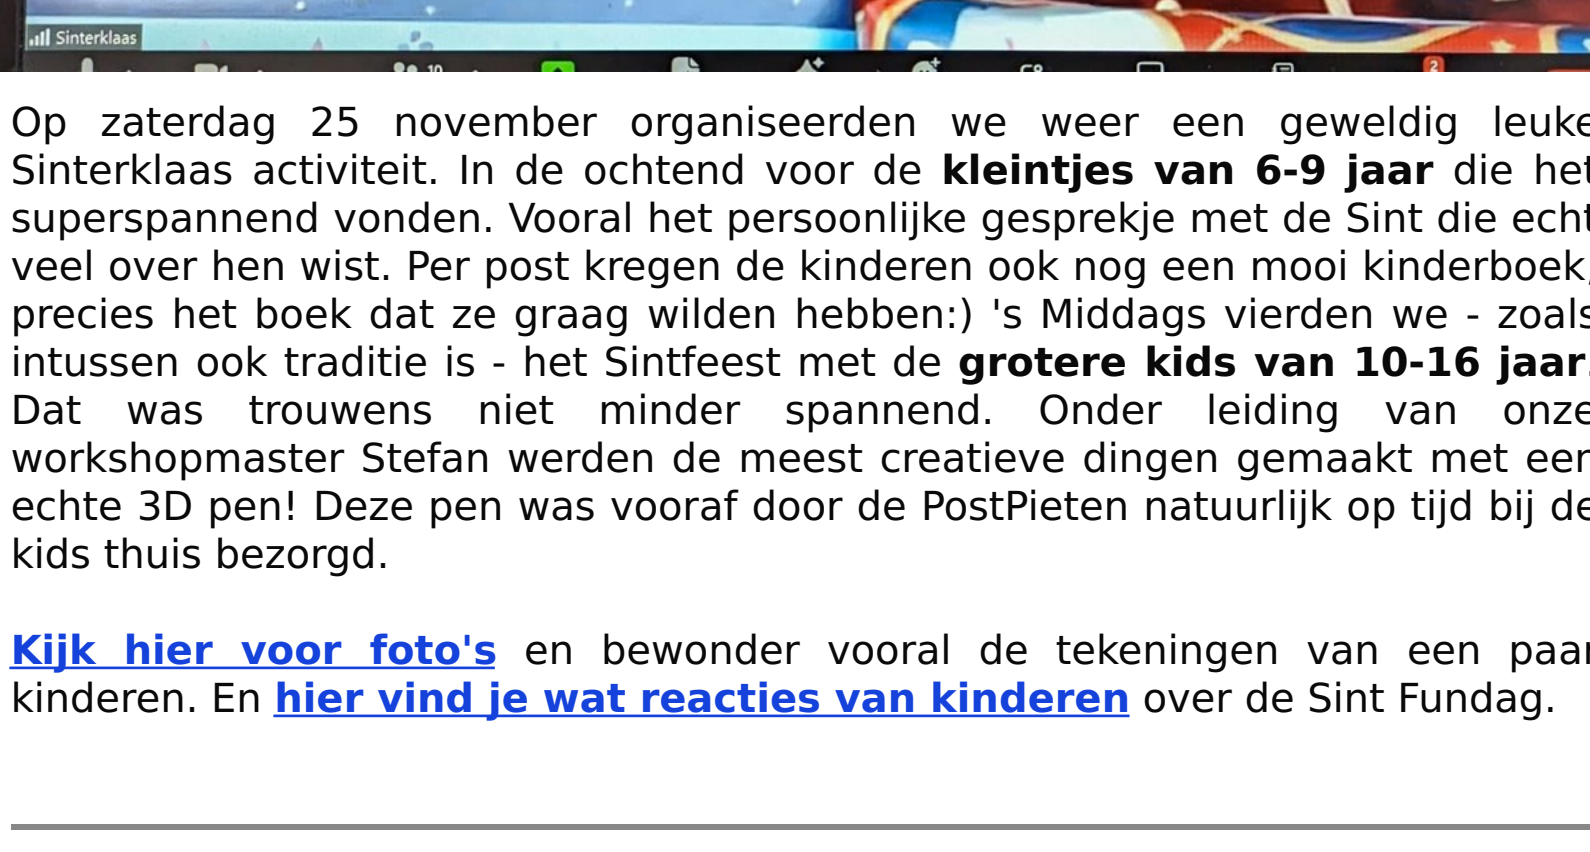 Sinterklaas
10
2
Op zaterdag 25 november organiseerden we weer een geweldig leuke
Sinterklaas activiteit. In de ochtend voor de kleintjes van 6-9 jaar die het
superspannend vonden. Vooral het persoonlijke gesprekje met de Sint die echt
veel over hen wist. Per post kregen de kinderen ook nog een mooi kinderboek,
precies het boek dat ze graag wilden hebben:) 's Middags vierden we - zoals
intussen ook traditie is - het Sintfeest met de grotere kids van 10-16 jaar.
Dat was trouwens niet minder spannend. Onder leiding van onze
workshopmaster Stefan werden de meest creatieve dingen gemaakt met een
echte 3D pen! Deze pen was vooraf door de PostPieten natuurlijk op tijd bij de
kids thuis bezorgd.
Kijk hier voor foto's en bewonder vooral de tekeningen van een paar
kinderen. En hier vind je wat reacties van kinderen over de Sint Fundag.